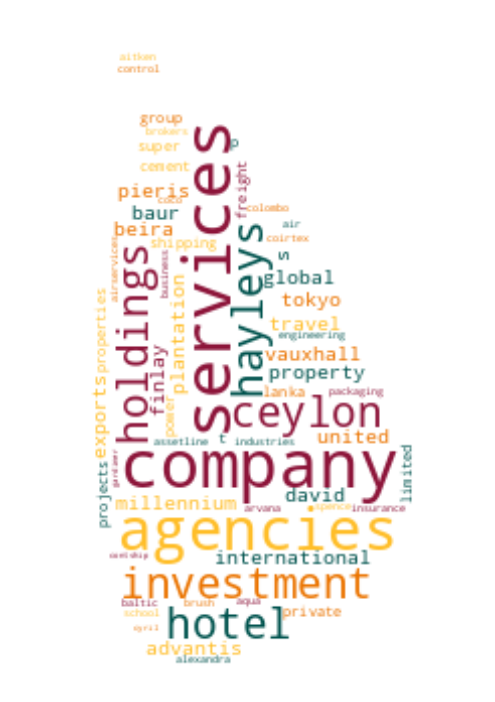 aitken
control
group
brokers
super
p
cement
services
freight
pieris
coco
baur
colombo
beira
air
shipping
hayleys
coirtex
airservices
holdings
business
s
global
plantation
tokyo
properties
travel
engineering
finlay
vauxhall
property
exports
power
lanka
packaging
ceylon
united
assetline
t
industries
company
gardaner
limited
projects
david
millennium
arvana
spence
insurance
agencies
international
investment
baltic
brush
aqua
school
hotel
private
cyril
advantis
alexandra